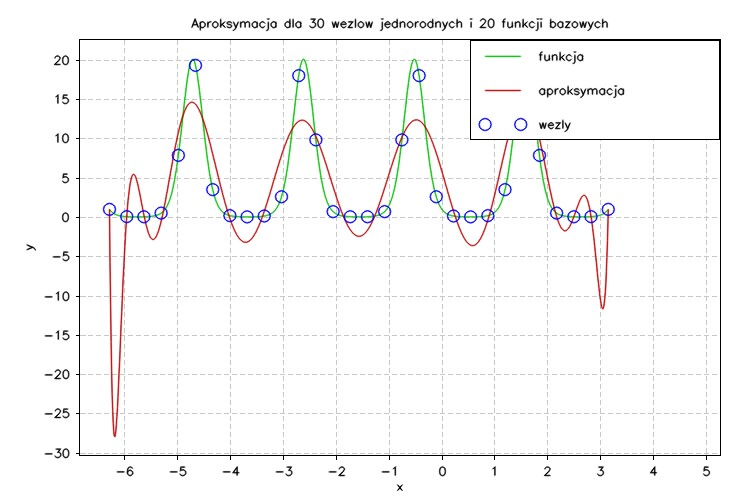 Aproksymacja dla 30 wezlow jednorodnych i 20 funkcji bazowych
funkcja
aproksymacja
wezly
20
15
10
5
0
-5
-10
-15
-20
-25
-30
y
-6 -5 -4 -3 -2 -1 0 1 2 3 4 5
x